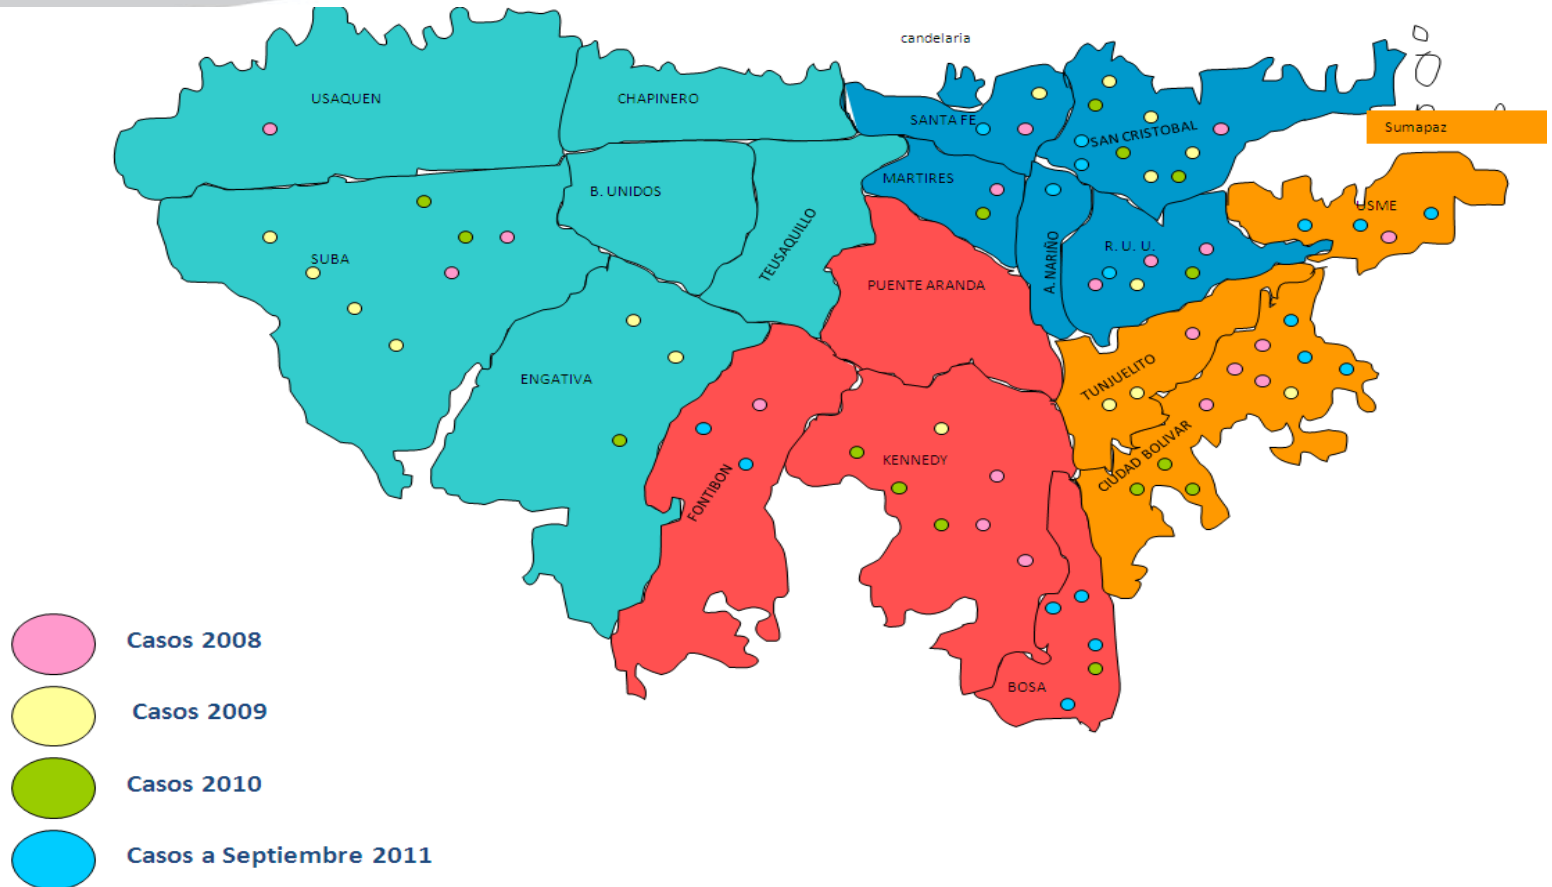 candelaria
USAQUEN
CHAPINERO
SANTA FE
SAN CRISTOBAL
Sumapaz
B. UNIDOS
MARTIRES
USME
SUBA
TEUSAQUILLO
A. NARIÑO
R. U. U.
PUENTE ARANDA
ENGATIVA
TUNJUELITO
FONTIBON
KENNEDY
CIUDAD BOLIVAR
BOSA
Casos 2008
Casos 2009
Casos 2010
Casos a Septiembre 2011